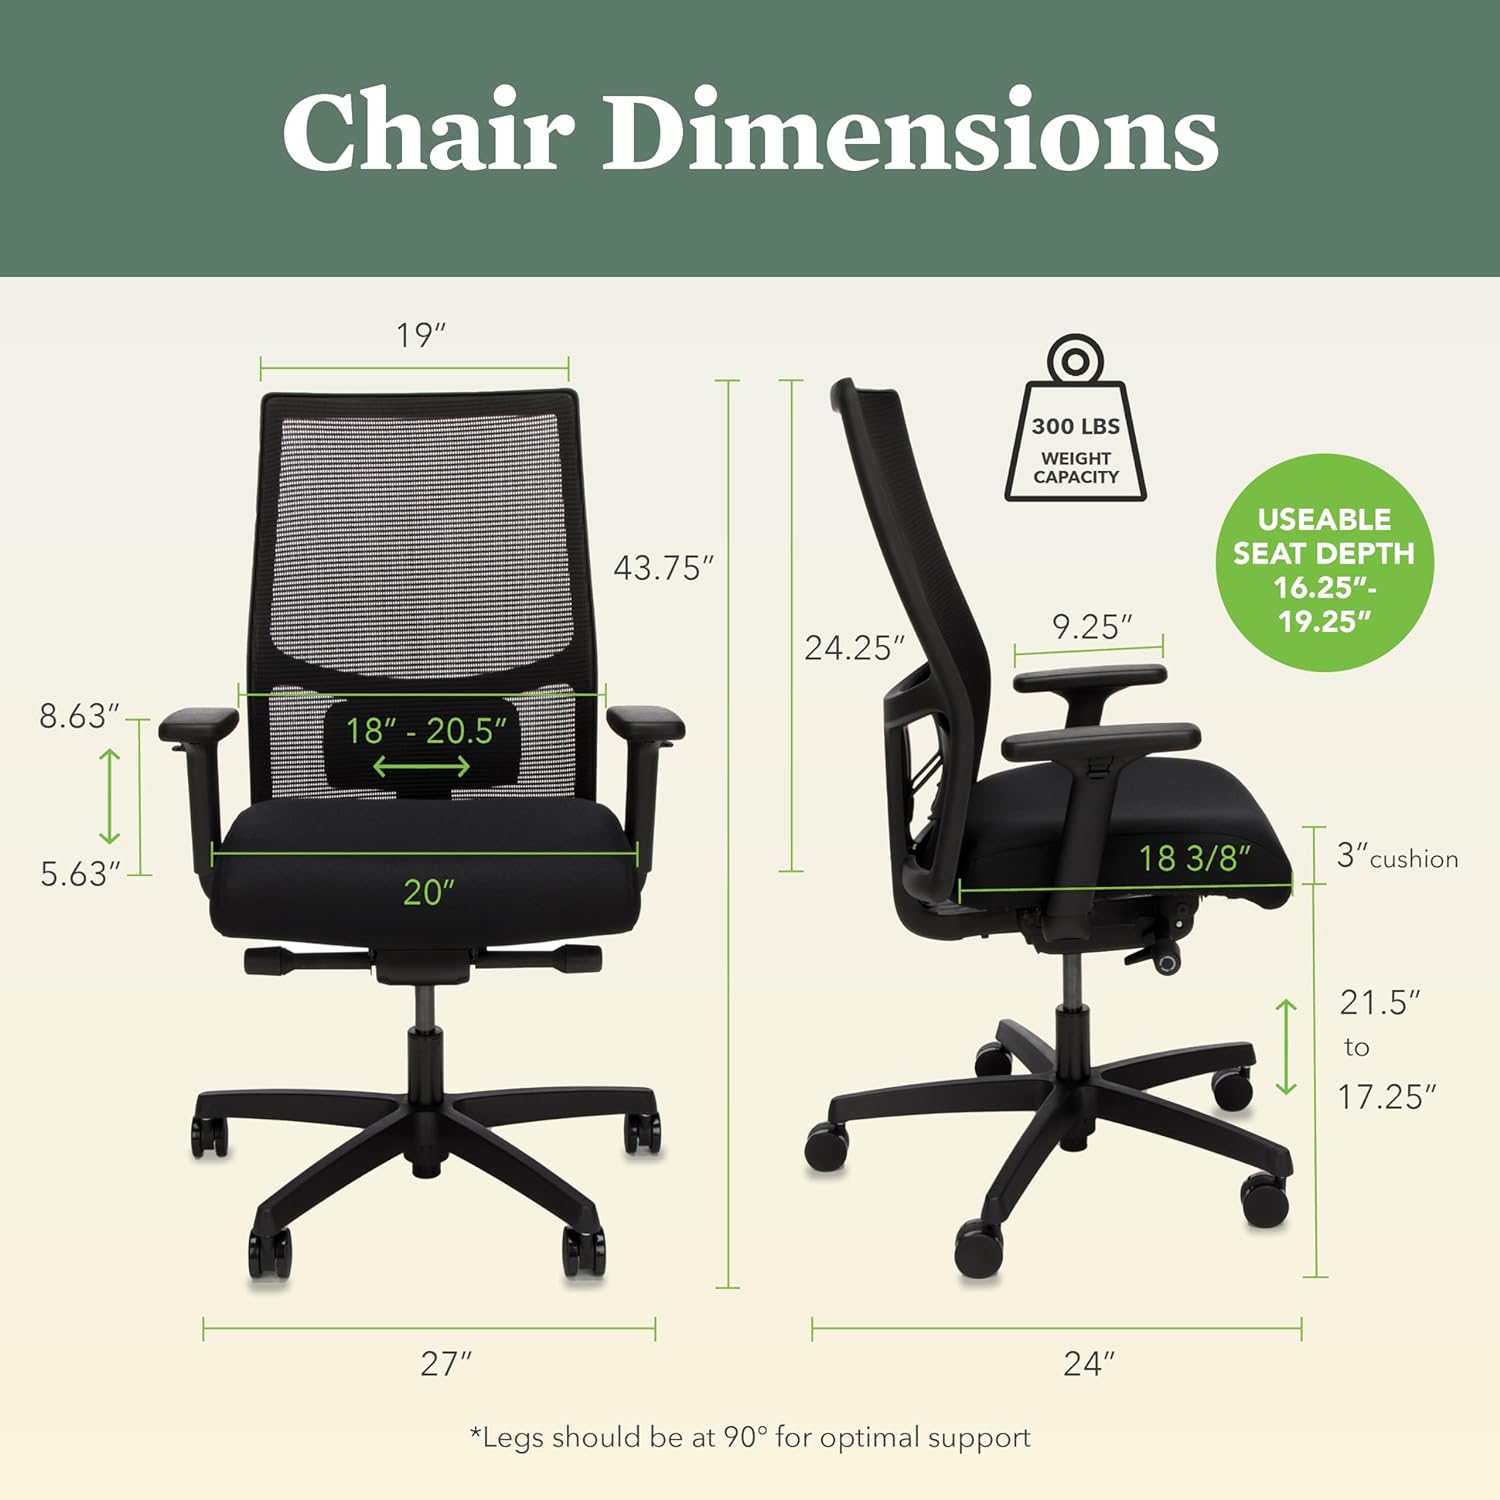 Chair Dimensions
19”
300 LBS
WEIGHT
CAPACITY
USEABLE
SEAT DEPTH
16.25”-
19.25”
43.75”
24.25”
9.25”
8.63”
18” - 20.5”
5.63”
20”
18 3/8”
3”cushion
21.5”
to
17.25”
27”
24”
*Legs should be at 90° for optimal support